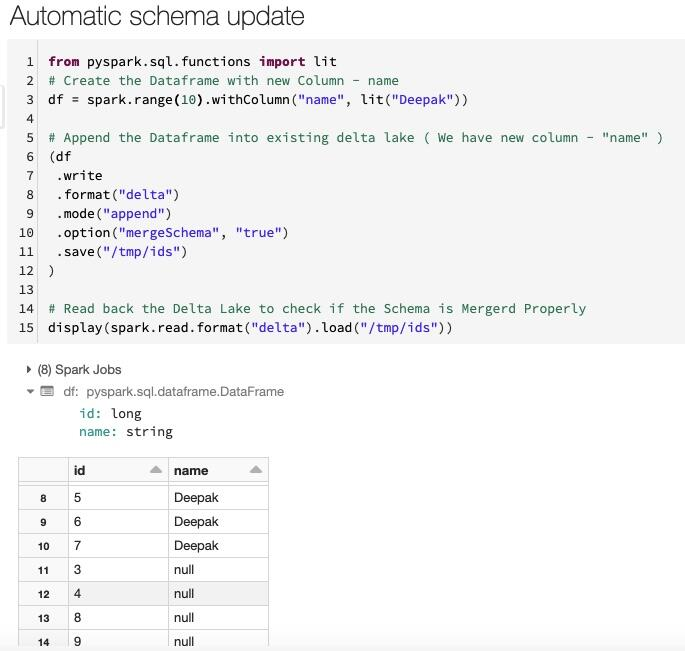 Automatic schema update
1 from pyspark.sql.functions import lit
2 # Create the Dataframe with new Column - name
3 df = spark.range(10).withColumn("name", lit("Deepak"))
4
5 # Append the Dataframe into existing delta lake ( We have new column - "name" )
6 (df
7 .write
8 .format("delta")
9 .mode("append")
10 .option("mergeSchema", "true")
11 .save("/tmp/ids")
12 )
13
14 # Read back the Delta Lake to check if the Schema is Mergerd Properly
15 display(spark.read.format("delta").load("/tmp/ids"))
(8) Spark Jobs
df: pyspark.sql.dataframe.DataFrame
id: long
name: string
id name
8 5 Deepak
9 6 Deepak
10 7 Deepak
11 3 null
12 4 null
13 8 null
14 9 null